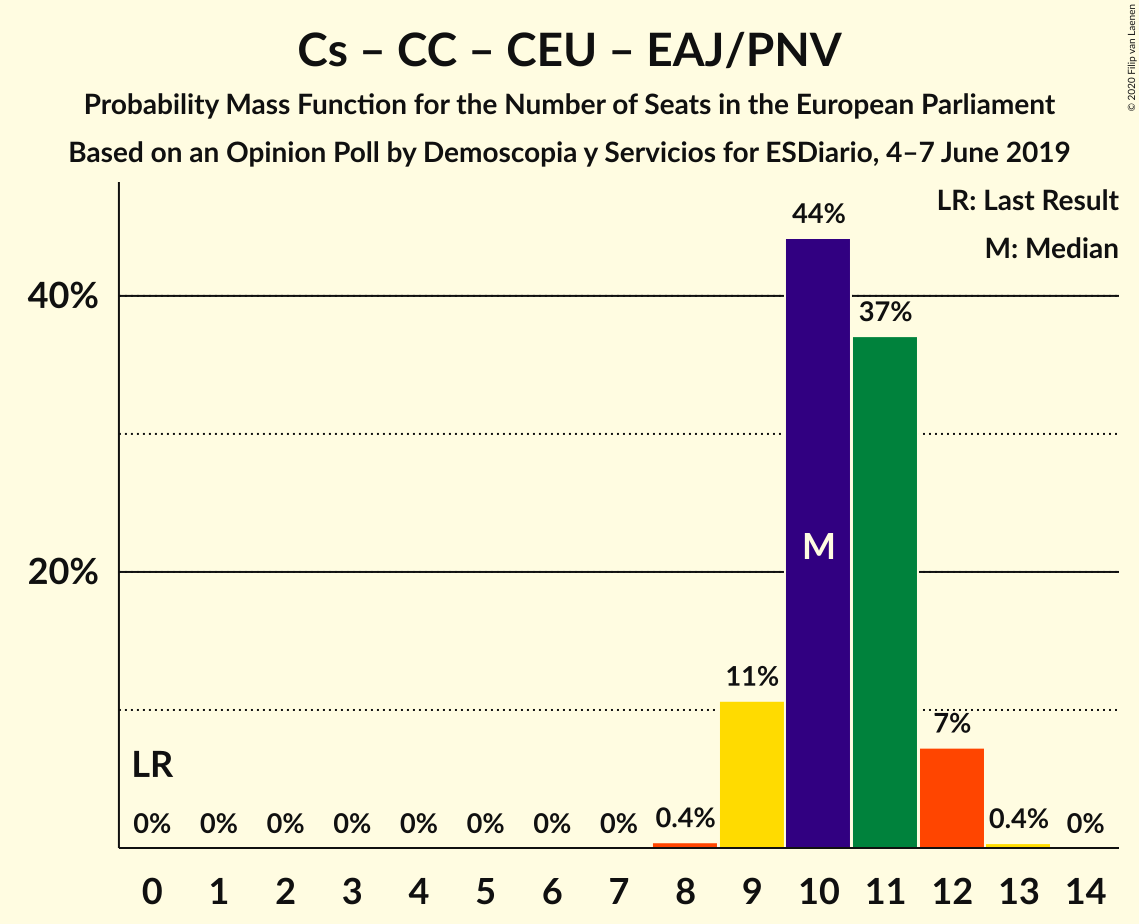 Cs – CC – CEU – EAJ/PNV
Probability Mass Function for the Number of Seats in the European Parliament
Based on an Opinion Poll by Demoscopia y Servicios for ESDiario, 4–7 June 2019
© 2020 Filip van Laenen
LR: Last Result
M: Median
44%
40%
37%
M
20%
11%
7%
LR
0% 0% 0% 0% 0% 0% 0% 0% 0.4% 0.4% 0%
0 1 2 3 4 5 6 7 8 9 10 11 12 13 14